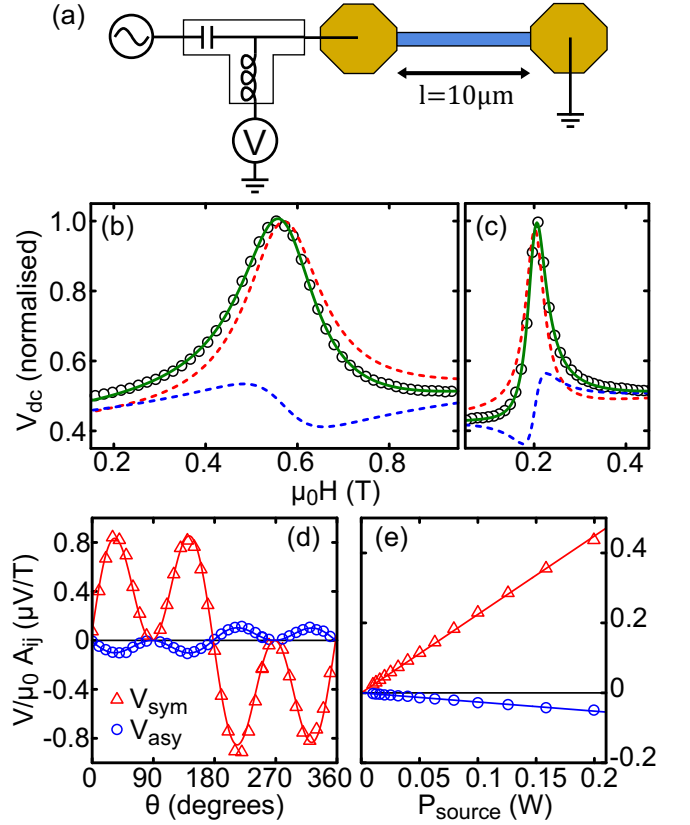 (a)
V
l=10μm
(b)
(c)
V_dc (normalised)
1.0
0.8
0.6
0.4
0.2 0.4 0.6 0.8
0.2 0.4
μ₀H (T)
(d)
(e)
V/μ₀ A_ij (μV/T)
0.8
0.4
0
-0.4
-0.8
V_sym
V_asy
0 90 180 270 360
θ (degrees)
0.4
0.2
0
-0.2
0 0.05 0.1 0.15 0.2
P_source (W)